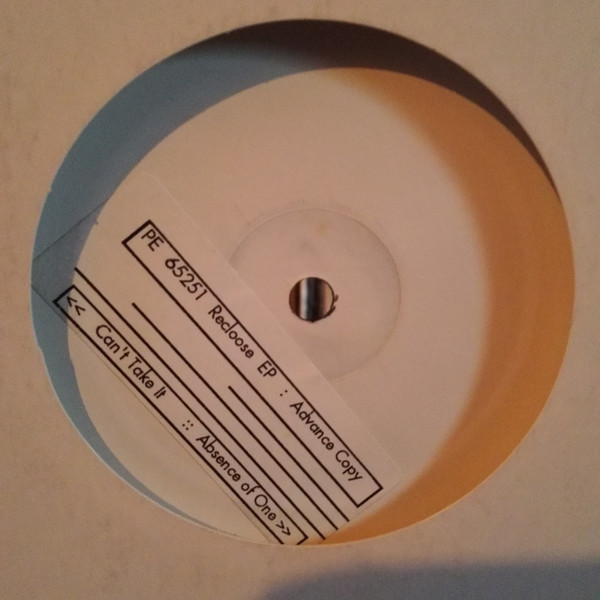 PE 65251 Recloose EP : Advance Copy
<< Can't Take It :: Absence of One >>